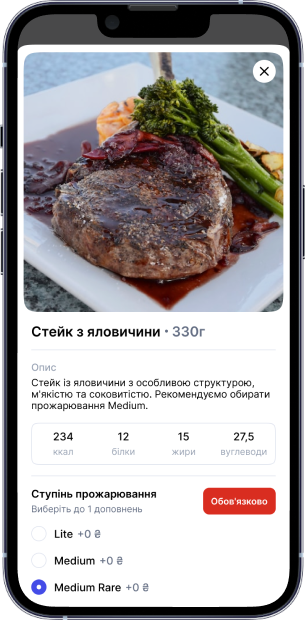 Стейк з яловичини • 330г
Опис
Стейк із яловичини з особливою структурою,
м'якістю та соковитістю. Рекомендуємо обирати
прожарювання Medium.
234 12 15 27,5
ккал білки жири вуглеводи
Ступінь прожарювання
Виберіть до 1 доповнень
Обов'язково
Lite +0 ₴
Medium +0 ₴
Medium Rare +0 ₴